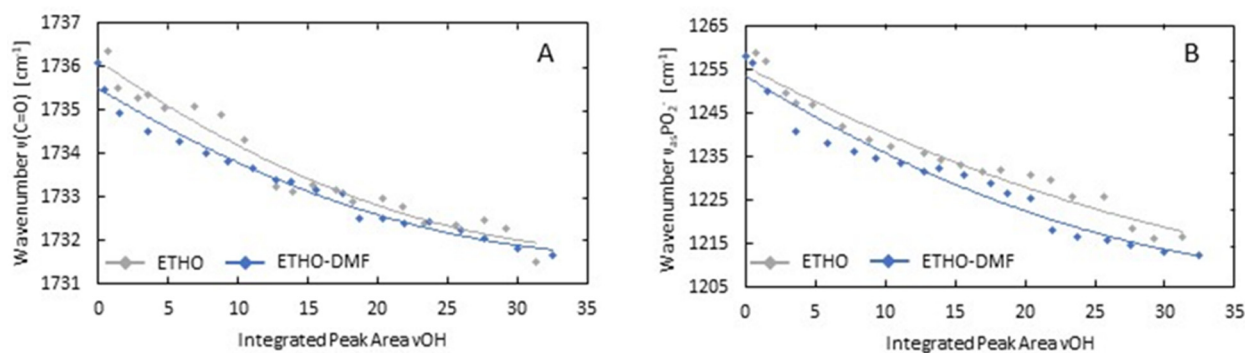 A
Wavenumber ν(C=O) [cm⁻¹]
1737
1736
1735
1734
1733
1732
1731
ETHO
ETHO-DMF
0 5 10 15 20 25 30 35
Integrated Peak Area νOH
B
Wavenumber νasPO₂⁻ [cm⁻¹]
1265
1255
1245
1235
1225
1215
1205
ETHO
ETHO-DMF
0 5 10 15 20 25 30 35
Integrated Peak Area νOH